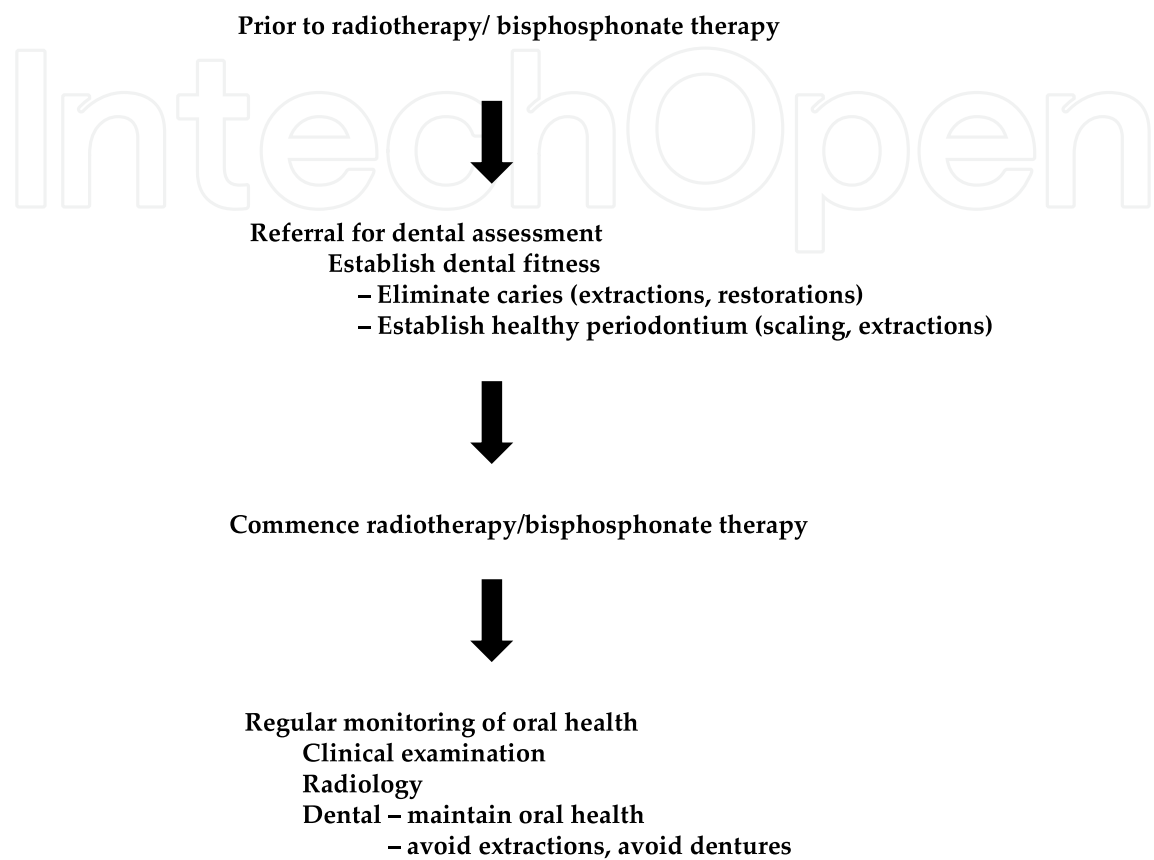 Prior to radiotherapy/ bisphosphonate therapy
IntechOpen
Referral for dental assessment
Establish dental fitness
– Eliminate caries (extractions, restorations)
– Establish healthy periodontium (scaling, extractions)
Commence radiotherapy/bisphosphonate therapy
Regular monitoring of oral health
Clinical examination
Radiology
Dental – maintain oral health
– avoid extractions, avoid dentures